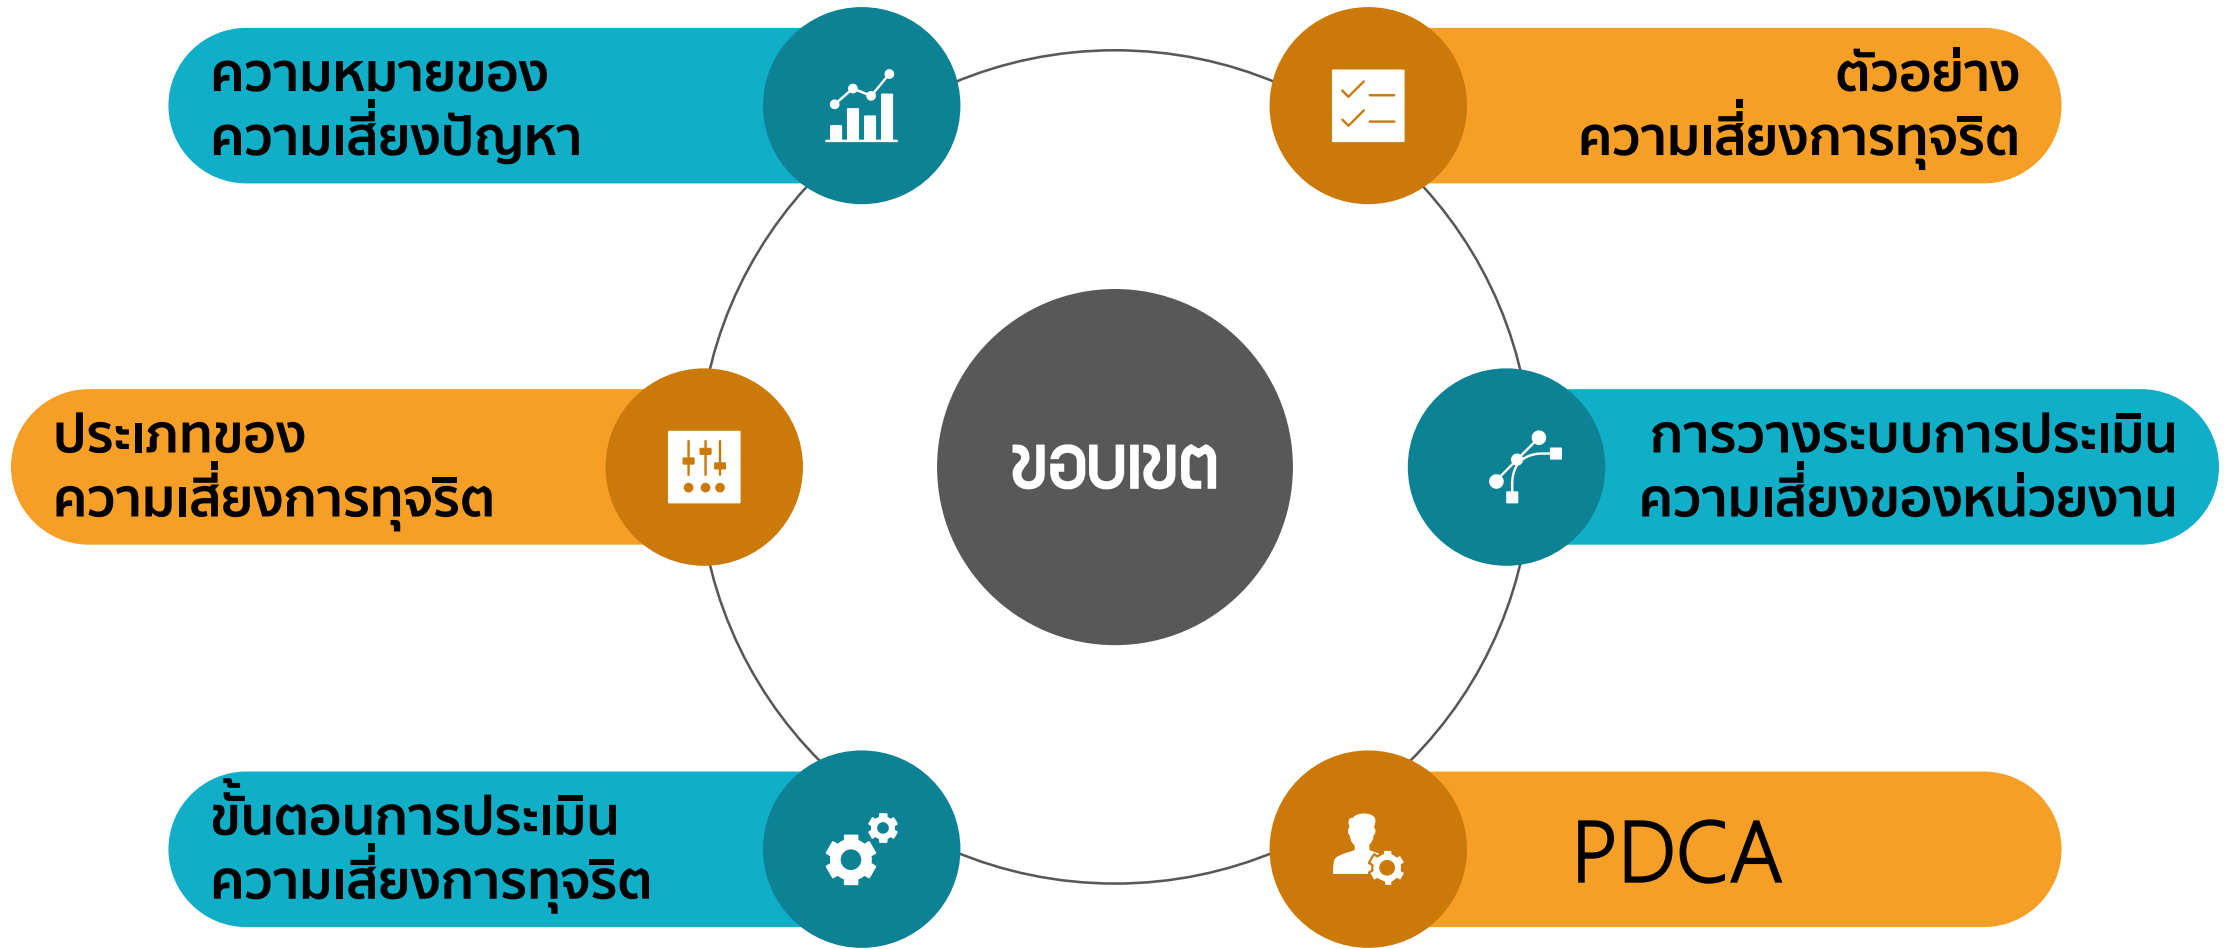 ความหมายของ
ความเสี่ยงปัญหา
ประเภทของ
ความเสี่ยงการทุจริต
ขั้นตอนการประเมิน
ความเสี่ยงการทุจริต
ขอบเขต
ตัวอย่าง
ความเสี่ยงการทุจริต
การวางระบบการประเมิน
ความเสี่ยงของหน่วยงาน
PDCA